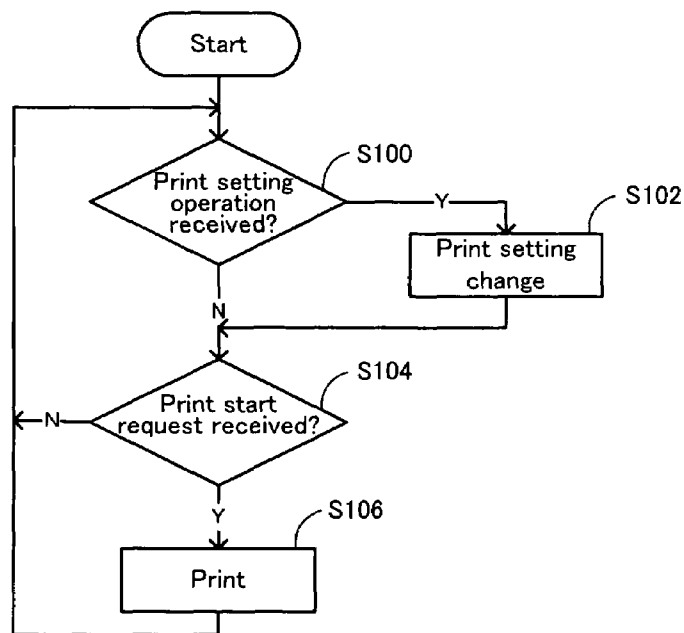 Start
S100
Print setting
operation
received?
Y
S102
Print setting
change
N
S104
Print start
request received?
N
Y
S106
Print